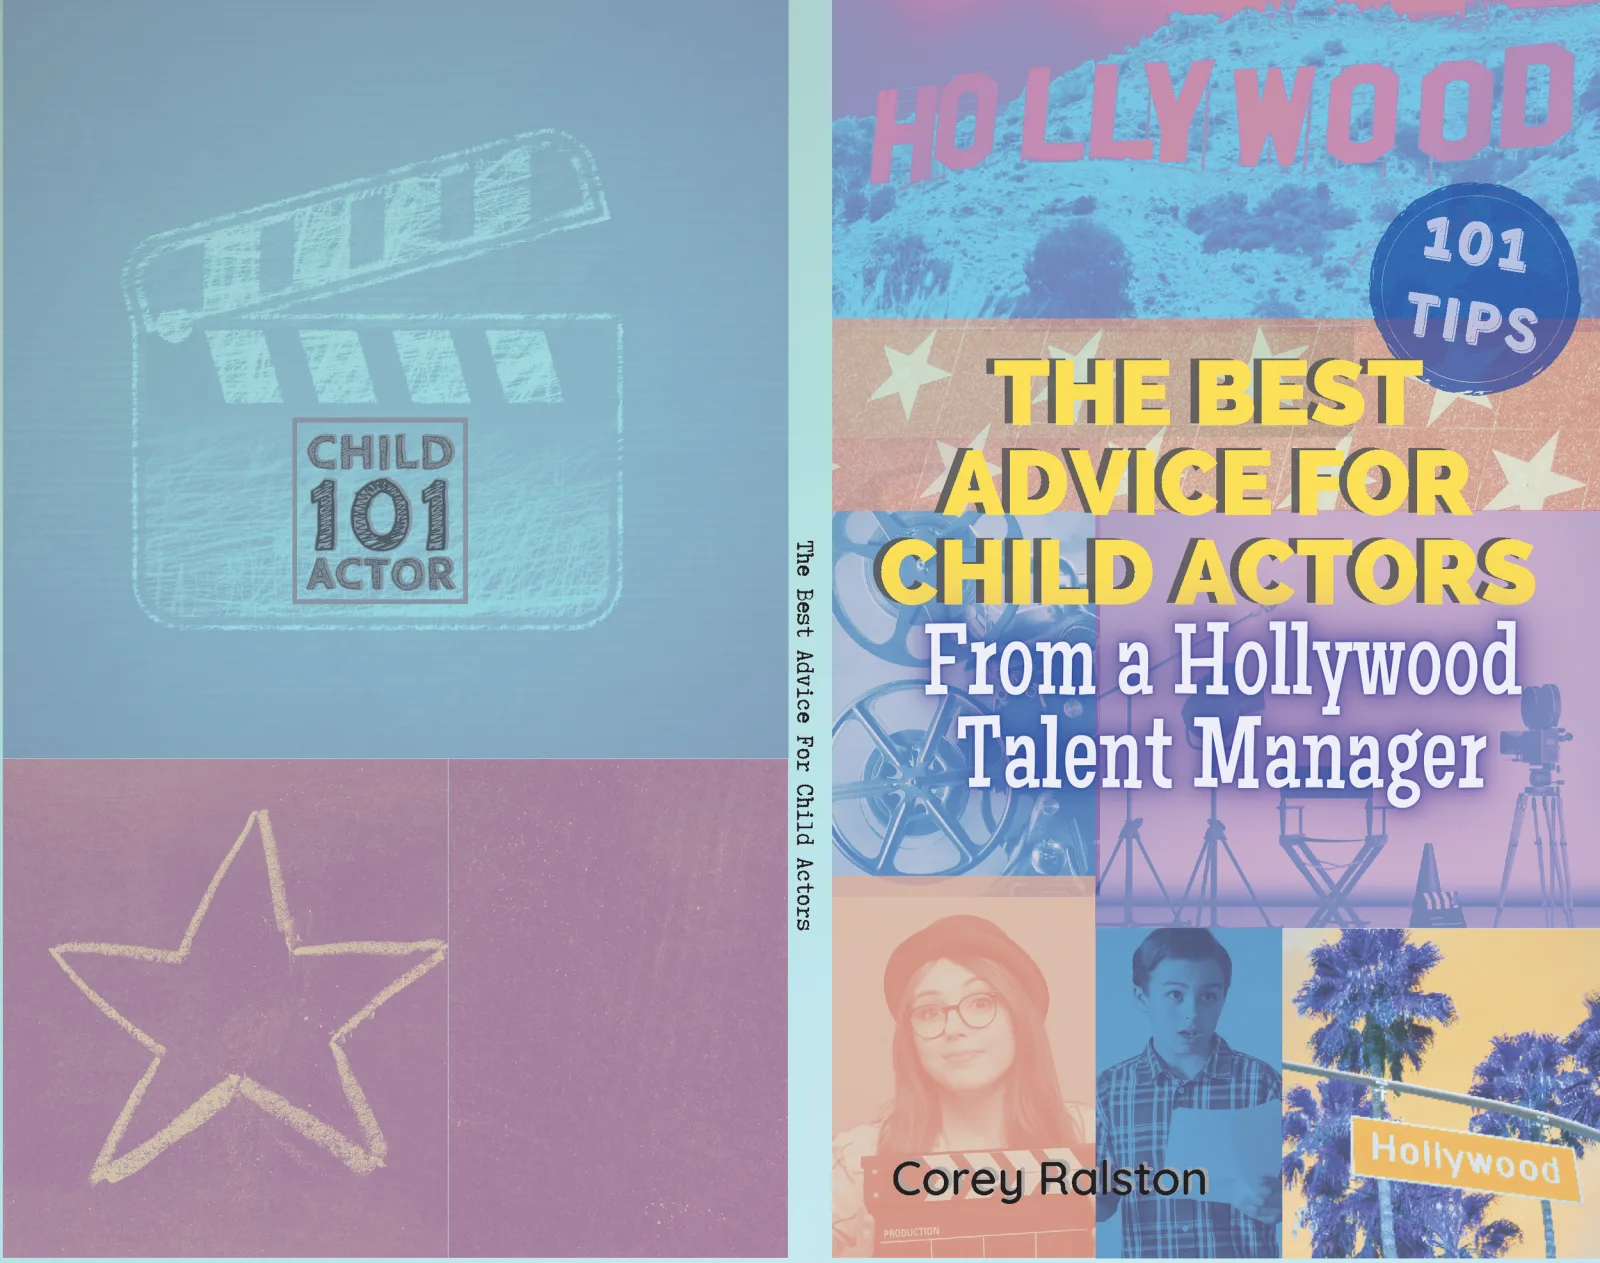 CHILD
101
ACTOR
The Best Advice For Child Actors
HOLLYWOOD
101
TIPS
THE BEST
ADVICE FOR
CHILD ACTORS
From a Hollywood
Talent Manager
Corey Ralston
PRODUCTION
Hollywood